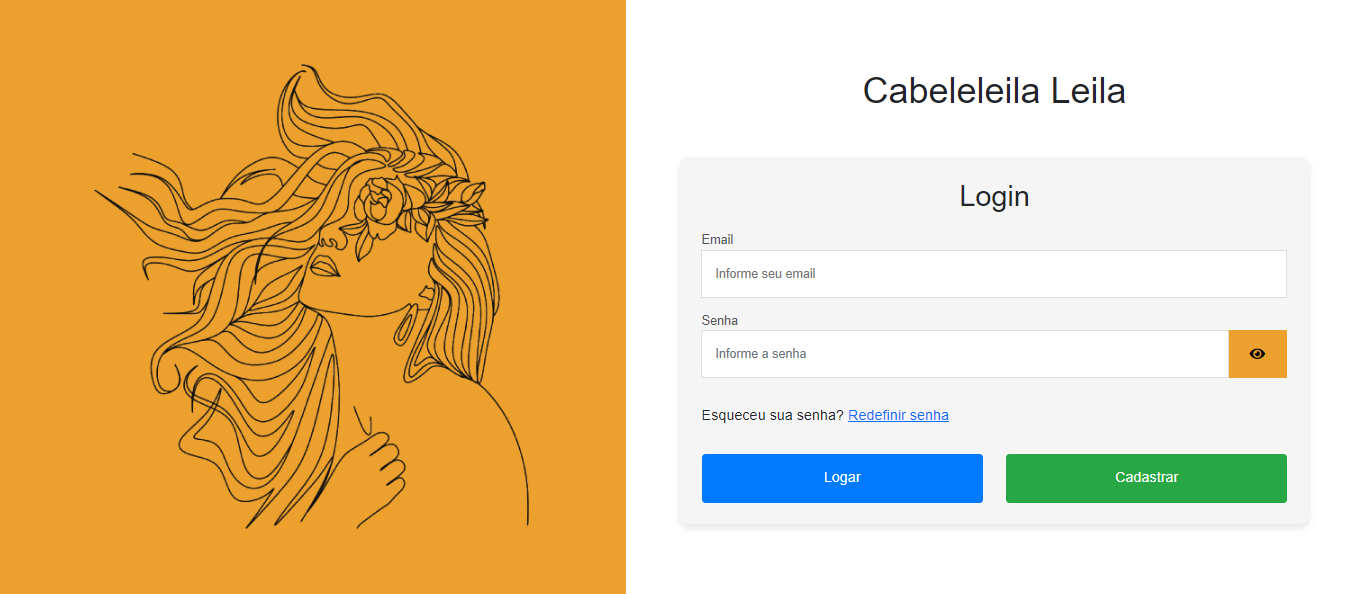 Cabeleleila Leila
Login
Email
Informe seu email
Senha
Informe a senha
Esqueceu sua senha? Redefinir senha
Logar
Cadastrar